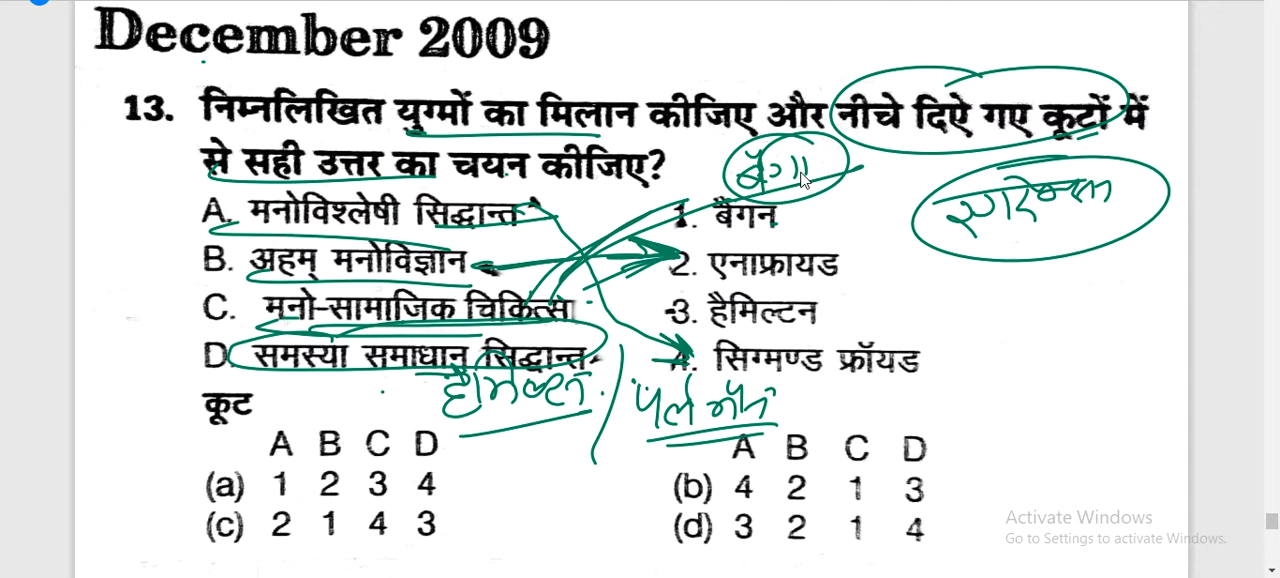 December 2009
13. निम्नलिखित युग्मों का मिलान कीजिए और नीचे दिऐ गए कूटों में
से सही उत्तर का चयन कीजिए?
A. मनोविश्लेषी सिद्धान्त 1. बैगन
B. अहम् मनोविज्ञान 2. एनाफ्रायड
C. मनो-सामाजिक चिकित्सा 3. हैमिल्टन
D. समस्या समाधान सिद्धान्त 4. सिग्मण्ड फ्रॉयड
हैमिल्टन / पर्ल मॅन
कूट
A B C D A B C D
(a) 1 2 3 4 (b) 4 2 1 3
(c) 2 1 4 3 (d) 3 2 1 4
Activate Windows
Go to Settings to activate Windows.